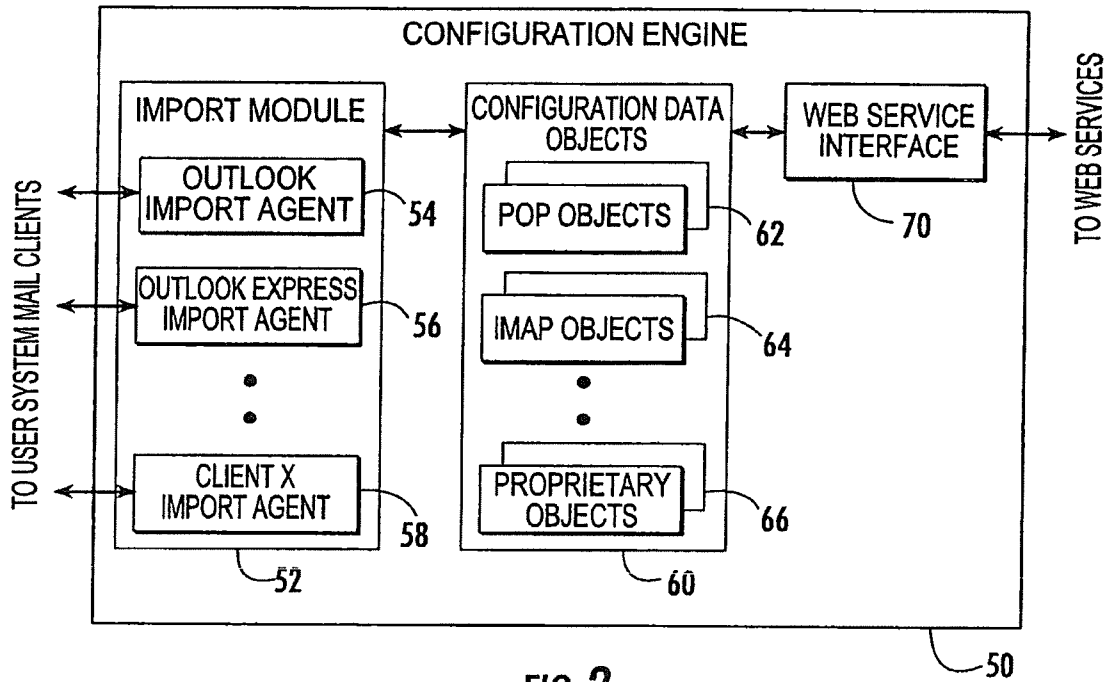 CONFIGURATION ENGINE
TO USER SYSTEM MAIL CLIENTS
IMPORT MODULE
OUTLOOK
IMPORT AGENT
54
OUTLOOK EXPRESS
IMPORT AGENT
56
CLIENT X
IMPORT AGENT
58
52
CONFIGURATION DATA
OBJECTS
POP OBJECTS
62
IMAP OBJECTS
64
PROPRIETARY
OBJECTS
66
60
WEB SERVICE
INTERFACE
70
TO WEB SERVICES
50